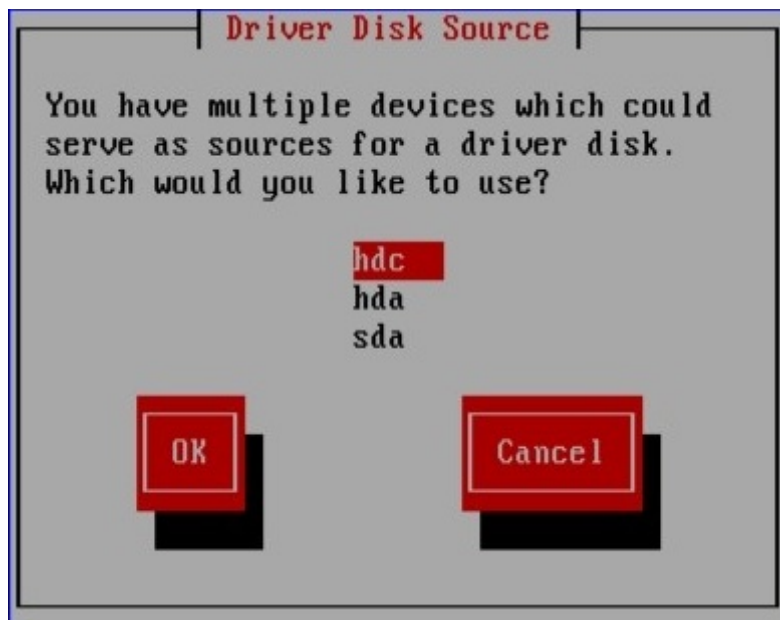 Driver Disk Source
You have multiple devices which could
serve as sources for a driver disk.
Which would you like to use?
hdc
hda
sda
OK
Cancel